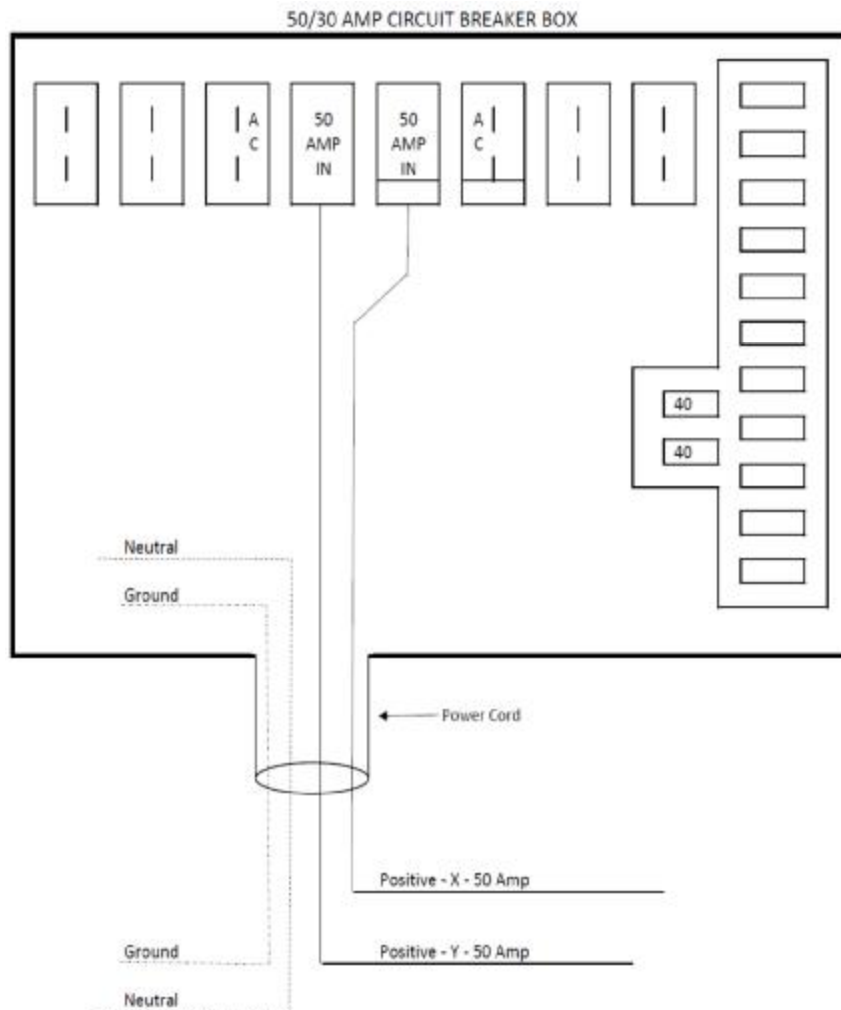 50/30 AMP CIRCUIT BREAKER BOX
A
C
50
AMP
IN
50
AMP
IN
A
C
40
40
Neutral
Ground
Power Cord
Positive - X - 50 Amp
Ground
Positive - Y - 50 Amp
Neutral